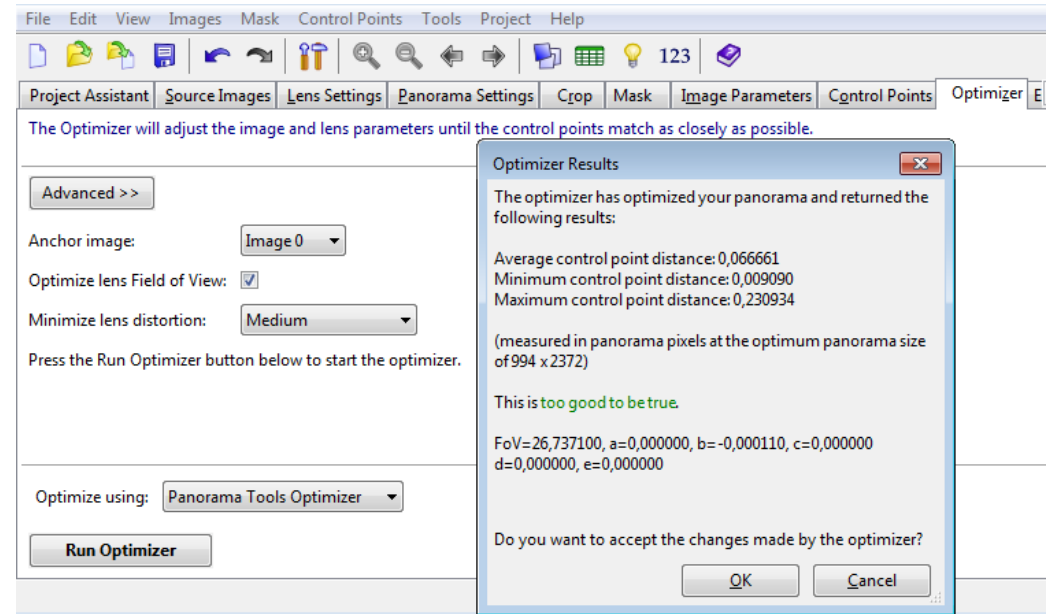 File Edit View Images Mask Control Points Tools Project Help
123
Project Assistant Source Images Lens Settings Panorama Settings Crop Mask Image Parameters Control Points Optimizer E
The Optimizer will adjust the image and lens parameters until the control points match as closely as possible.
Advanced >>
Anchor image: Image 0
Optimize lens Field of View:
Minimize lens distortion: Medium
Press the Run Optimizer button below to start the optimizer.
Optimize using: Panorama Tools Optimizer
Run Optimizer
Optimizer Results
The optimizer has optimized your panorama and returned the
following results:
Average control point distance: 0,066661
Minimum control point distance: 0,009090
Maximum control point distance: 0,230934
(measured in panorama pixels at the optimum panorama size
of 994 x 2372)
This is too good to be true.
FoV=26,737100, a=0,000000, b=-0,000110, c=0,000000
d=0,000000, e=0,000000
Do you want to accept the changes made by the optimizer?
OK Cancel